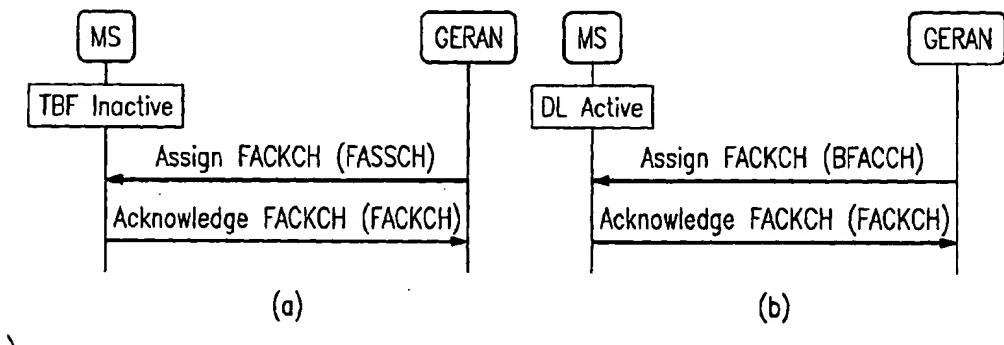 MS GERAN MS GERAN
TBF Inactive DL Active
Assign FACKCH (FASSCH) Assign FACKCH (BFACCH)
Acknowledge FACKCH (FACKCH) Acknowledge FACKCH (FACKCH)
(a) (b)